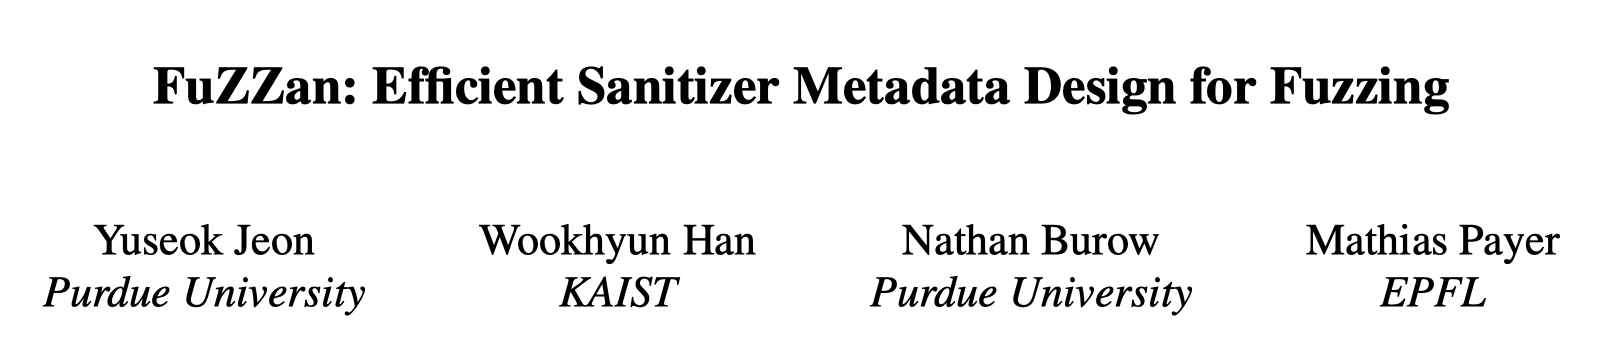 FuZZan: Efficient Sanitizer Metadata Design for Fuzzing
Yuseok Jeon Wookhyun Han Nathan Burow Mathias Payer
Purdue University KAIST Purdue University EPFL